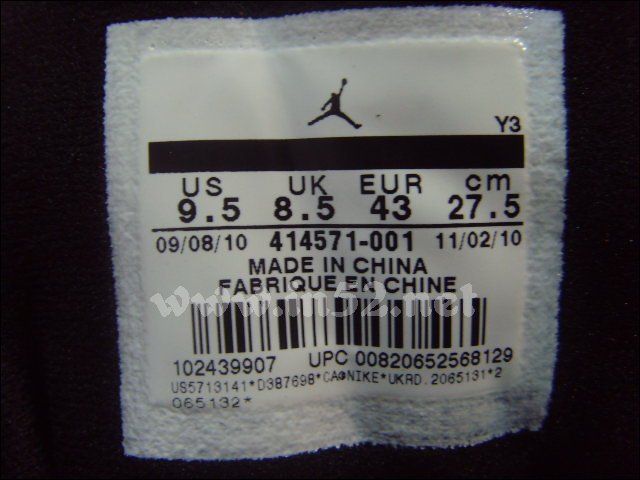 Y3
US UK EUR cm
9.5 8.5 43 27.5
09/08/10 414571-001 11/02/10
MADE IN CHINA
FABRIQUE EN CHINE
www.m52.net
102439907 UPC 00820652568129
US5713141*D387698*CA@NIKE*UKRD.2065131*2
065132*